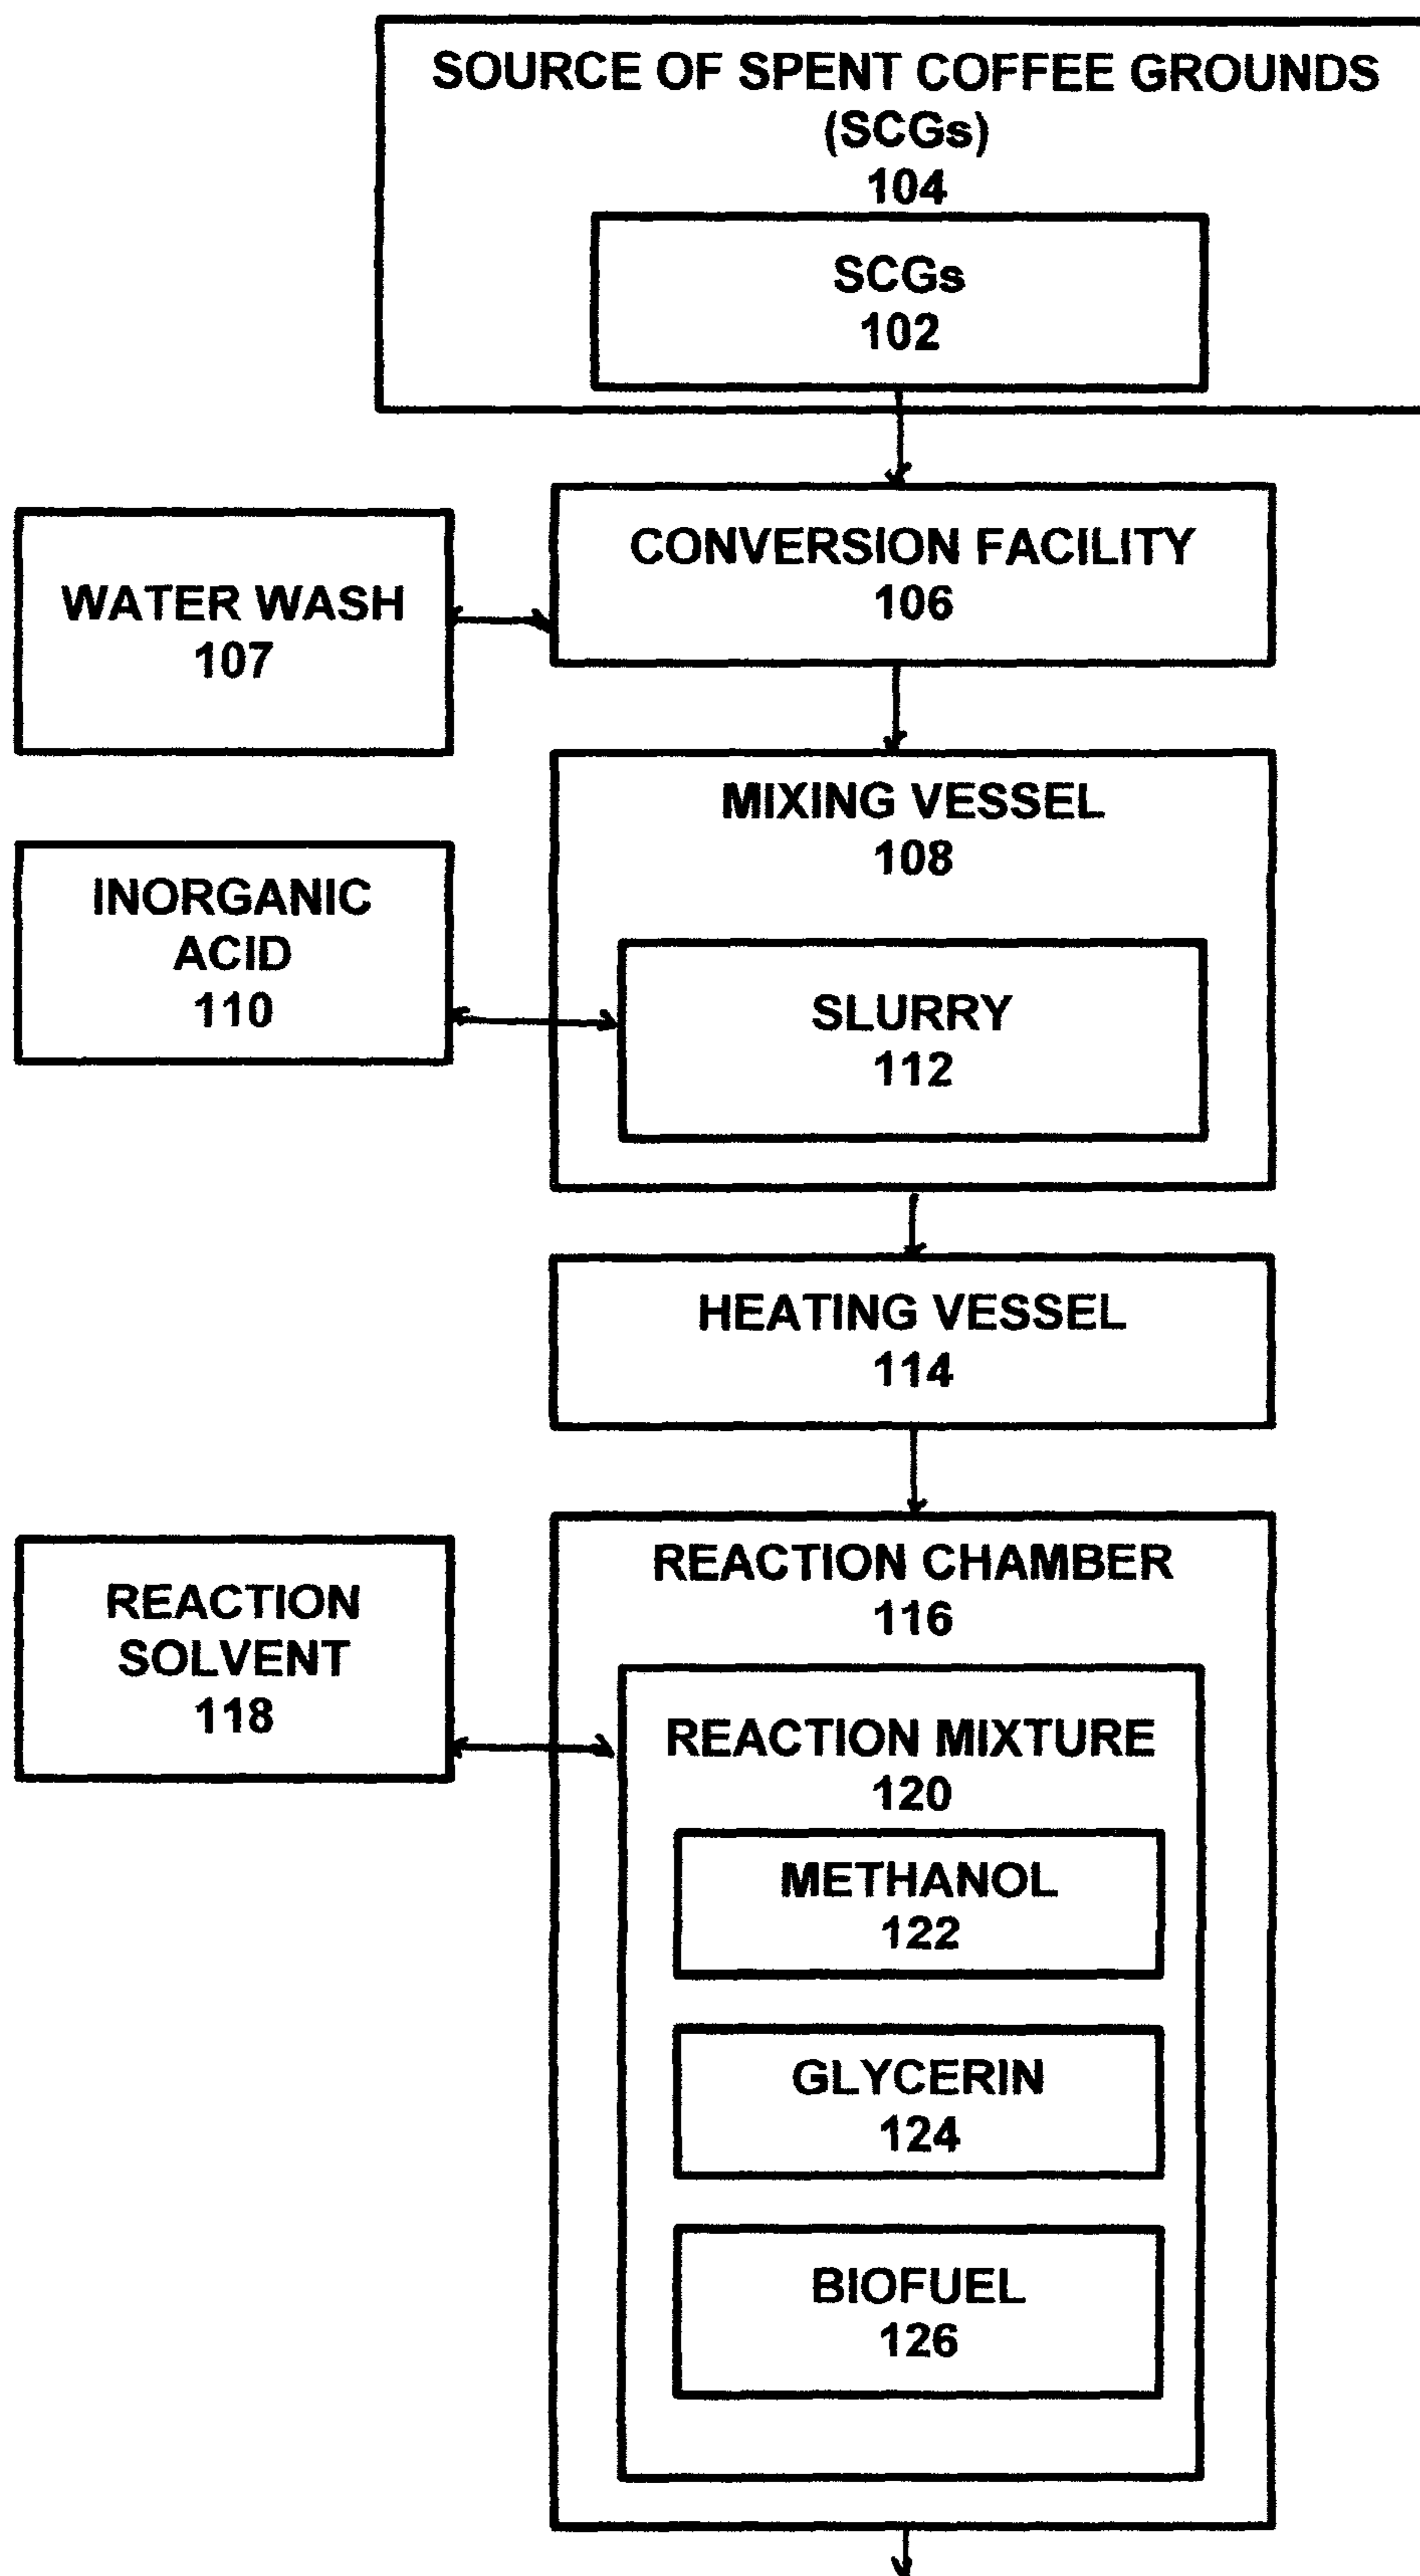 SOURCE OF SPENT COFFEE GROUNDS
(SCGs)
104
SCGs
102
CONVERSION FACILITY
106
WATER WASH
107
MIXING VESSEL
108
INORGANIC
ACID
110
SLURRY
112
HEATING VESSEL
114
REACTION CHAMBER
116
REACTION
SOLVENT
118
REACTION MIXTURE
120
METHANOL
122
GLYCERIN
124
BIOFUEL
126